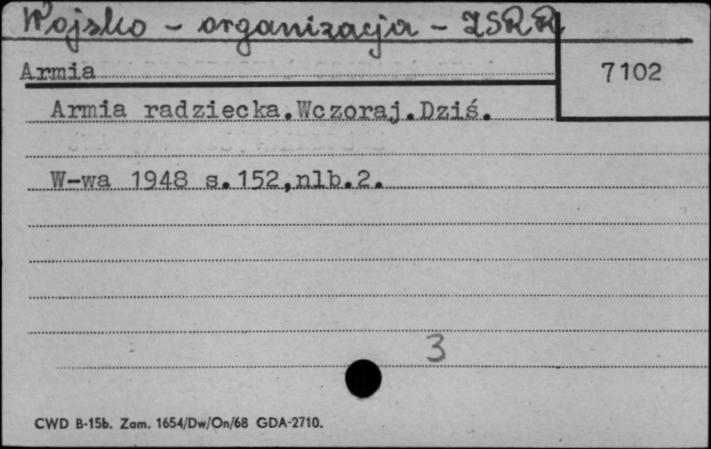 Wojsko - organizacja - ZSRR
Armia
7102
Armia radziecka.Wczoraj.Dziś.
W-wa 1948 s.152,nlb.2.
3
CWD B-15b. Zam. 1654/Dw/On/68 GDA-2710.